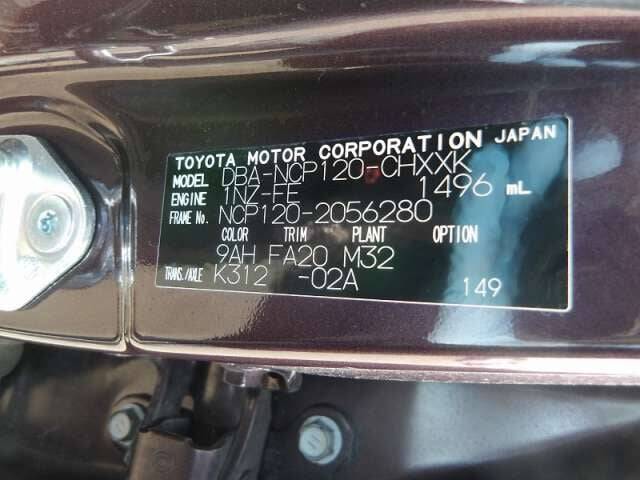 TOYOTA MOTOR CORPORATION JAPAN
MODEL DBA-NCP120-CHXXK
ENGINE 1NZ-FE 1496 mL
FRAME No. NCP120-2056280
COLOR TRIM PLANT OPTION
9AH FA20 M32
TRANS./AXLE K312 -02A
149